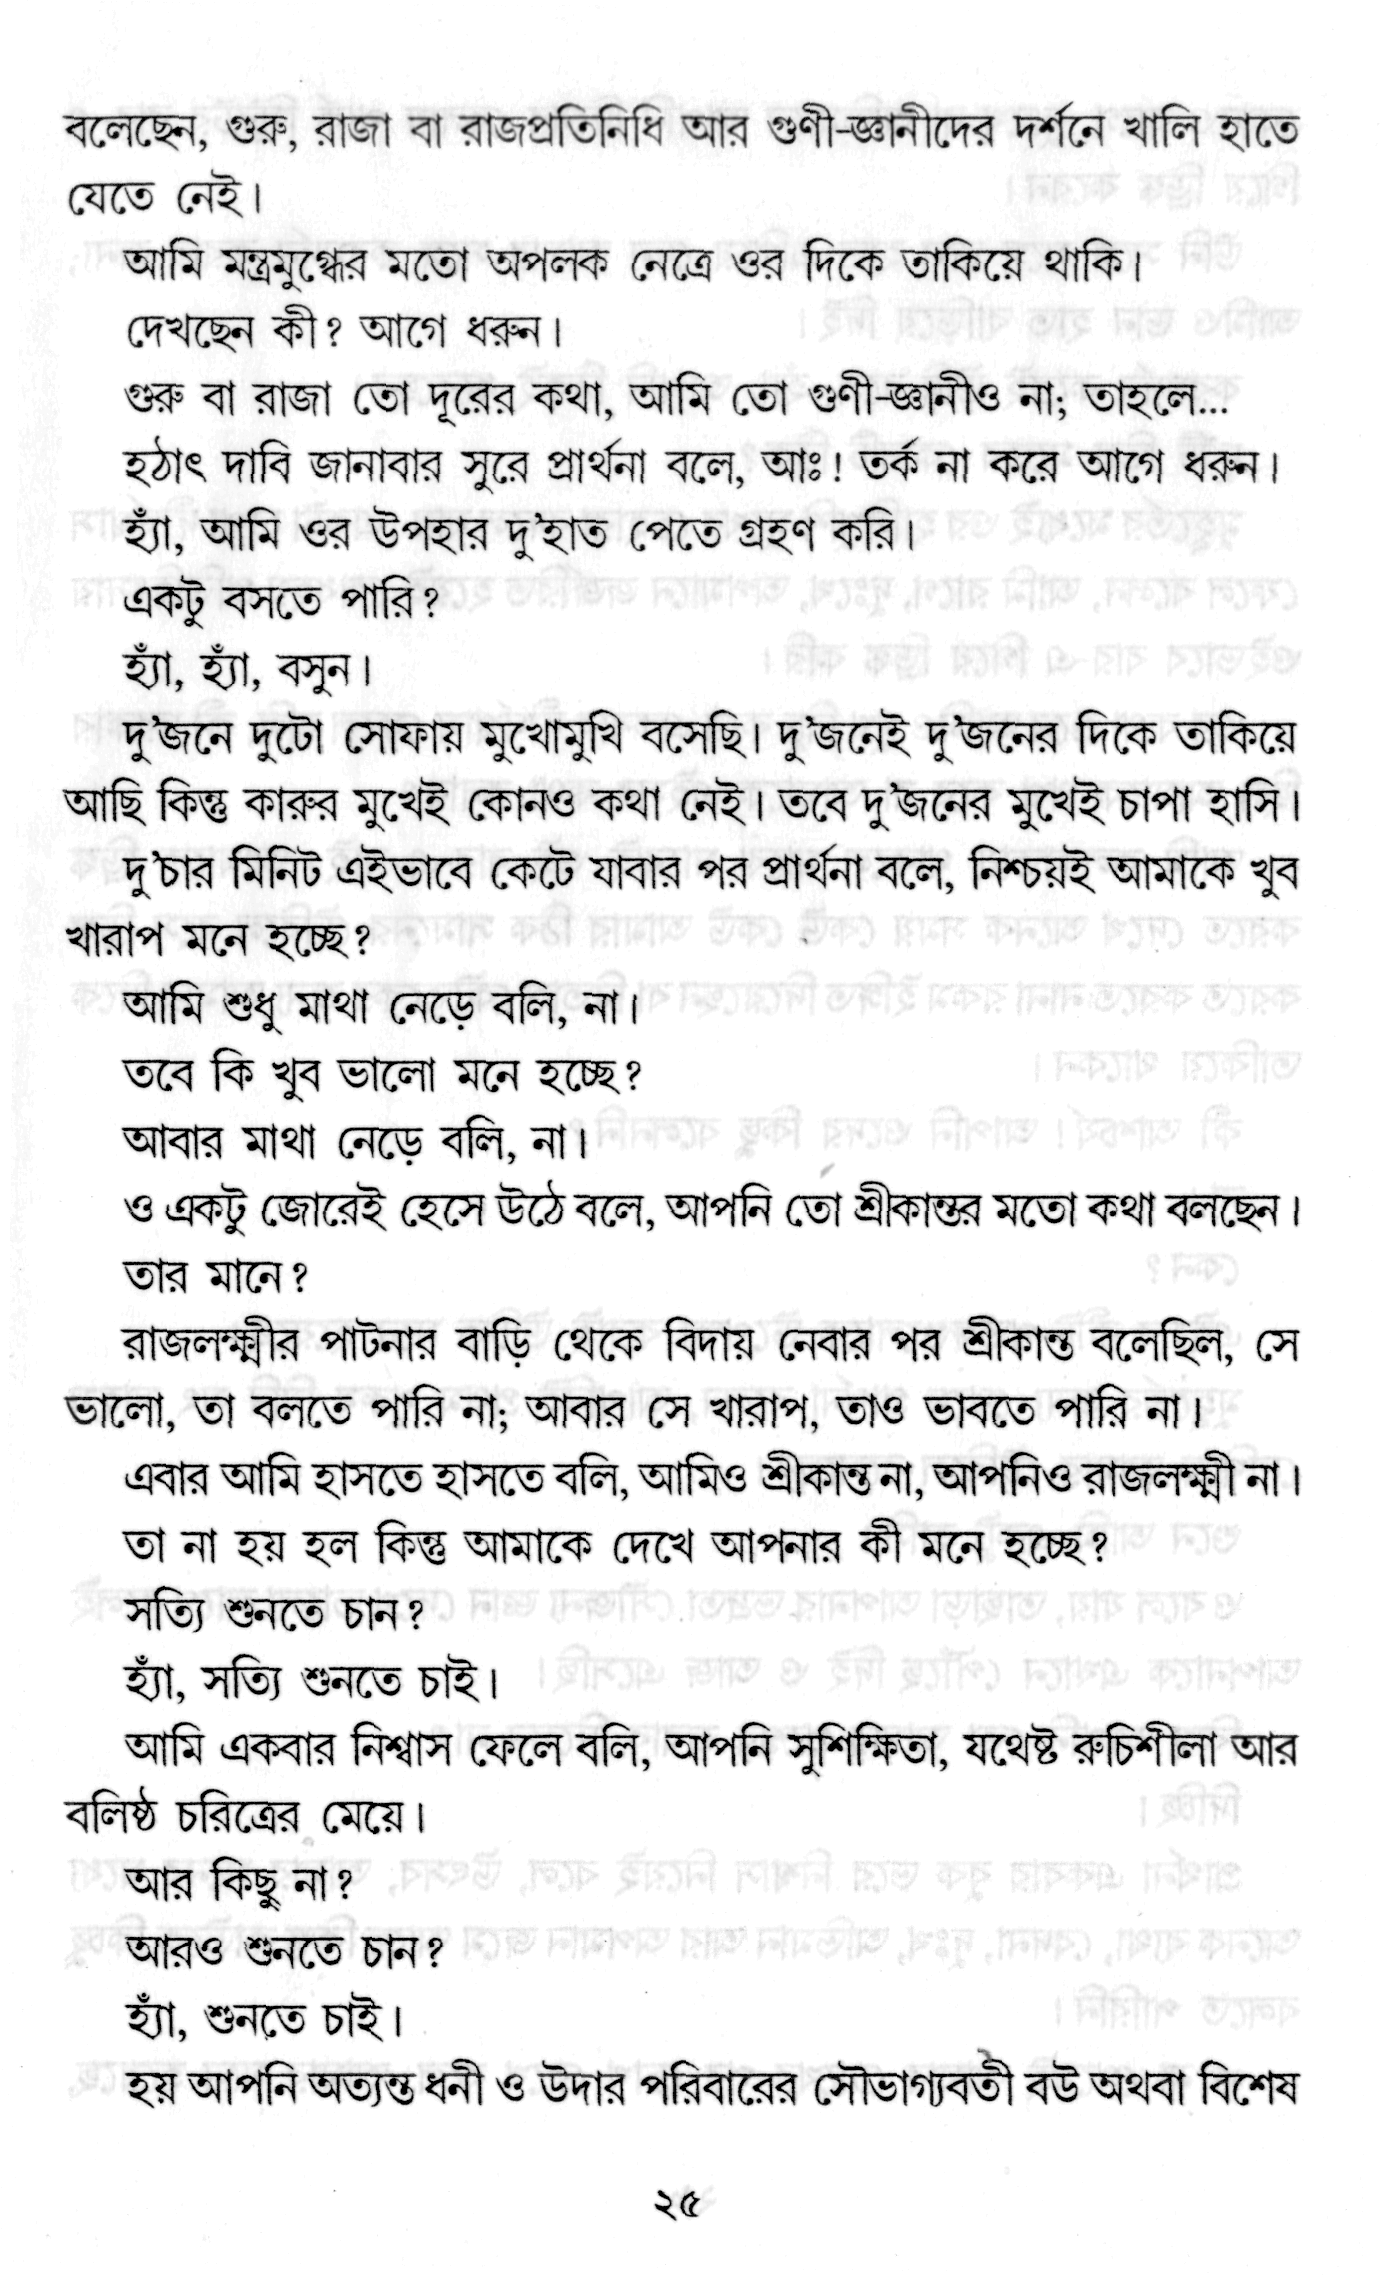 বলেছেন, গুরু, রাজা বা রাজপ্রতিনিধি আর গুণী-জ্ঞানীদের দর্শনে খালি হাতে
যেতে নেই।
আমি মন্ত্রমুগ্ধের মতো অপলক নেত্রে ওর দিকে তাকিয়ে থাকি।
দেখছেন কী? আগে ধরুন।
গুরু বা রাজা তো দূরের কথা, আমি তো গুণী-জ্ঞানীও না; তাহলে...
হঠাৎ দাবি জানাবার সুরে প্রার্থনা বলে, আঃ! তর্ক না করে আগে ধরুন।
হ্যাঁ, আমি ওর উপহার দু'হাত পেতে গ্রহণ করি।
একটু বসতে পারি?
হ্যাঁ, হ্যাঁ, বসুন।
দু'জনে দুটো সোফায় মুখোমুখি বসেছি। দু'জনেই দু'জনের দিকে তাকিয়ে
আছি কিন্তু কারুর মুখেই কোনও কথা নেই। তবে দু'জনের মুখেই চাপা হাসি।
দু'চার মিনিট এইভাবে কেটে যাবার পর প্রার্থনা বলে, নিশ্চয়ই আমাকে খুব
খারাপ মনে হচ্ছে?
আমি শুধু মাথা নেড়ে বলি, না।
তবে কি খুব ভালো মনে হচ্ছে?
আবার মাথা নেড়ে বলি, না।
ও একটু জোরেই হেসে উঠে বলে, আপনি তো শ্রীকান্তর মতো কথা বলছেন।
তার মানে?
রাজলক্ষ্মীর পাটনার বাড়ি থেকে বিদায় নেবার পর শ্রীকান্ত বলেছিল, সে
ভালো, তা বলতে পারি না; আবার সে খারাপ, তাও ভাবতে পারি না।
এবার আমি হাসতে হাসতে বলি, আমিও শ্রীকান্ত না, আপনিও রাজলক্ষ্মী না।
তা না হয় হল কিন্তু আমাকে দেখে আপনার কী মনে হচ্ছে?
সত্যি শুনতে চান?
হ্যাঁ, সত্যি শুনতে চাই।
আমি একবার নিশ্বাস ফেলে বলি, আপনি সুশিক্ষিতা, যথেষ্ট রুচিশীলা আর
বলিষ্ঠ চরিত্রের মেয়ে।
আর কিছু না?
আরও শুনতে চান?
হ্যাঁ, শুনতে চাই।
হয় আপনি অত্যন্ত ধনী ও উদার পরিবারের সৌভাগ্যবতী বউ অথবা বিশেষ
২৫